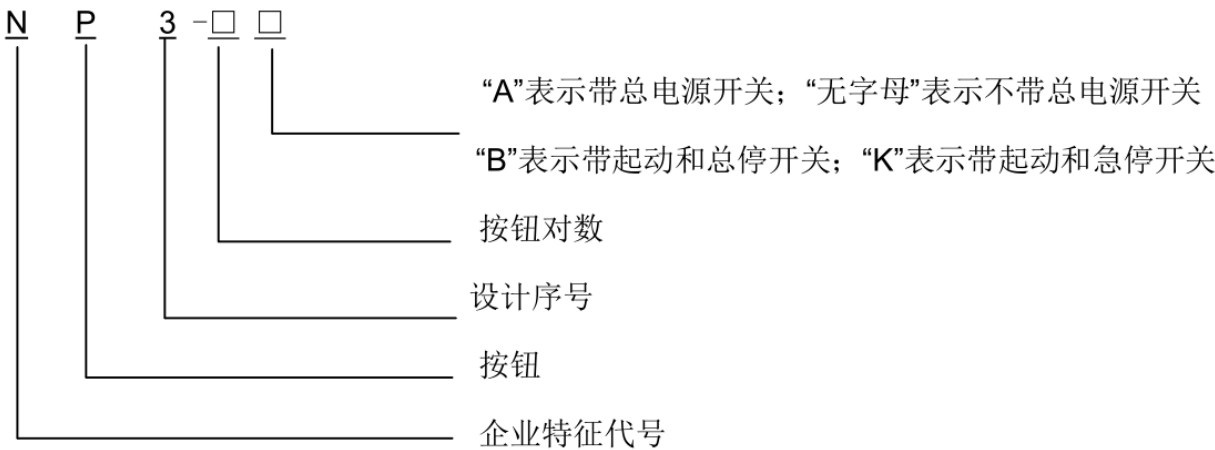 N P 3 -□ □
“A”表示带总电源开关；“无字母”表示不带总电源开关
“B”表示带起动和总停开关；“K”表示带起动和急停开关
按钮对数
设计序号
按钮
企业特征代号